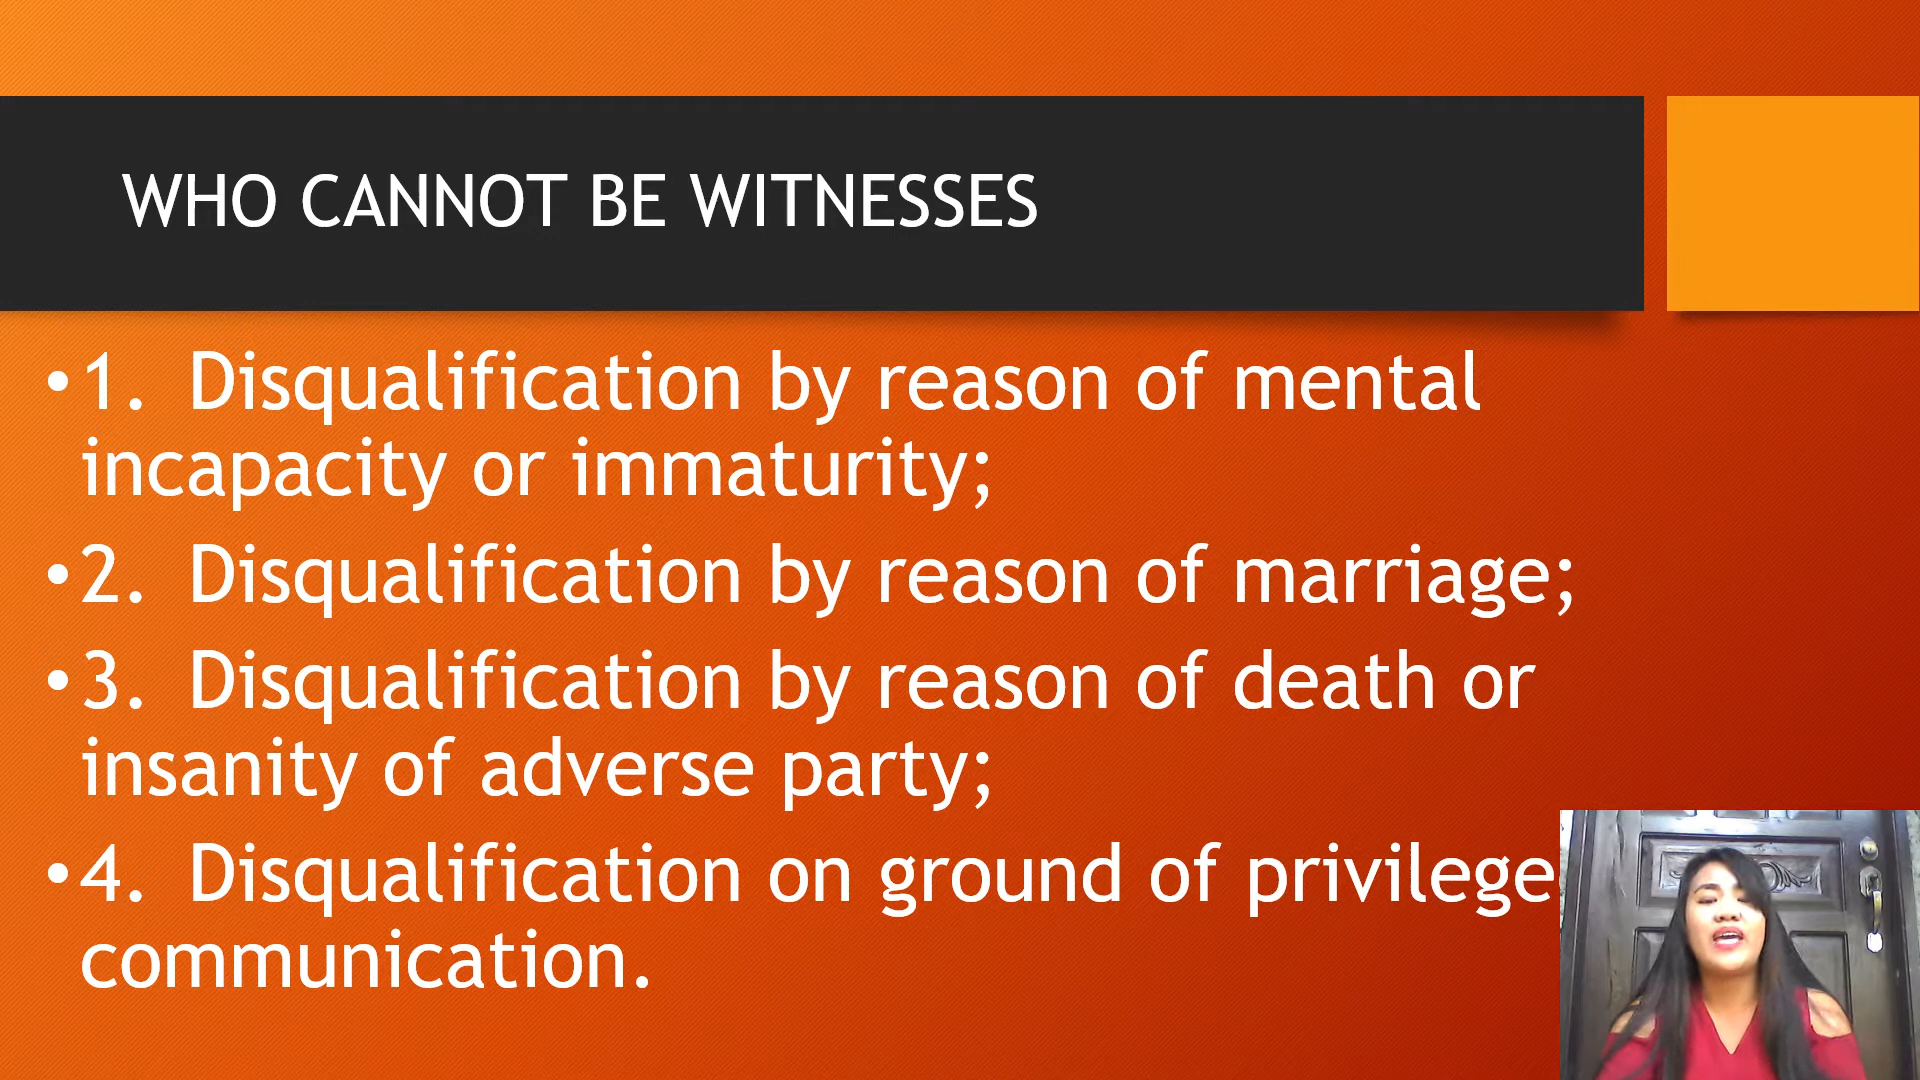 WHO CANNOT BE WITNESSES
•1. Disqualification by reason of mental
incapacity or immaturity;
•2. Disqualification by reason of marriage;
•3. Disqualification by reason of death or
insanity of adverse party;
•4. Disqualification on ground of privilege
communication.